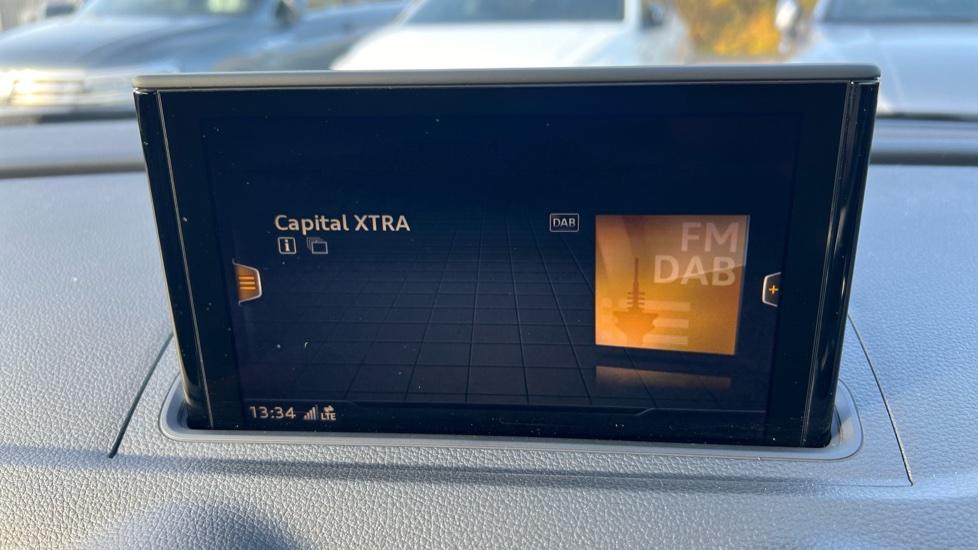 Capital XTRA
DAB
FM
DAB
13:34 LTE